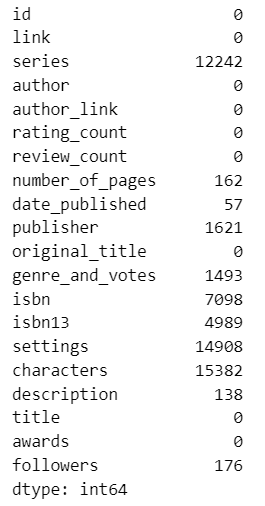 id 0
link 0
series 12242
author 0
author_link 0
rating_count 0
review_count 0
number_of_pages 162
date_published 57
publisher 1621
original_title 0
genre_and_votes 1493
isbn 7098
isbn13 4989
settings 14908
characters 15382
description 138
title 0
awards 0
followers 176
dtype: int64